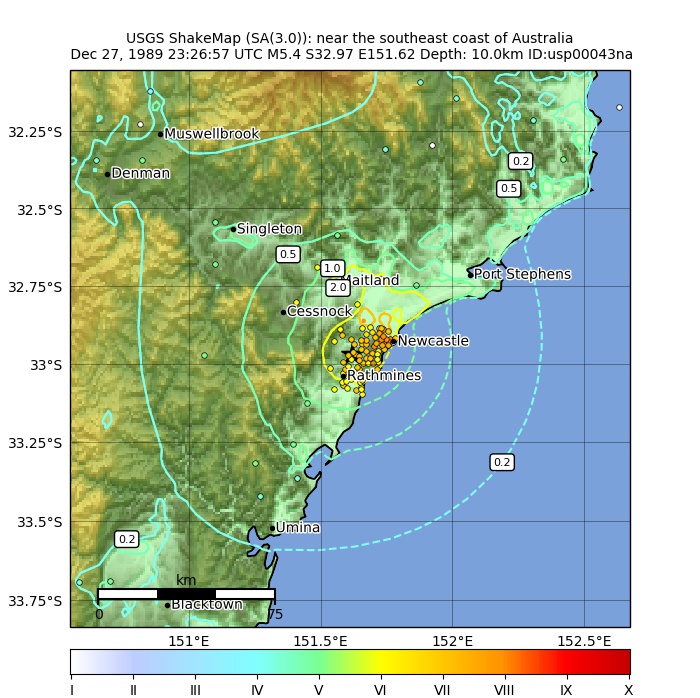 USGS ShakeMap (SA(3.0)): near the southeast coast of Australia
Dec 27, 1989 23:26:57 UTC M5.4 S32.97 E151.62 Depth: 10.0km ID:usp00043na
32.25°S
Muswellbrook
0.2
Denman
0.5
32.5°S
Singleton
0.5
1.0
Port Stephens
32.75°S
Maitland
2.0
Cessnock
33°S
Newcastle
Rathmines
33.25°S
0.2
33.5°S
Umina
0.2
km
33.75°S
Blacktown
0
75
151°E
151.5°E
152°E
152.5°E
I II III IV V VI VII VIII IX X